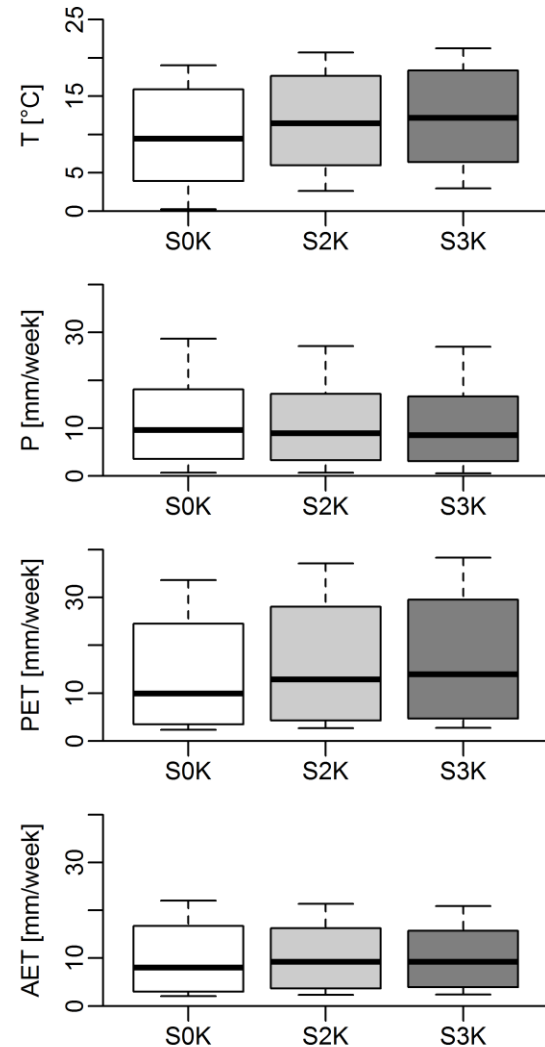 T [°C]
25
15
5
0
S0K S2K S3K
P [mm/week]
30
10
0
S0K S2K S3K
PET [mm/week]
30
10
0
S0K S2K S3K
AET [mm/week]
30
10
0
S0K S2K S3K